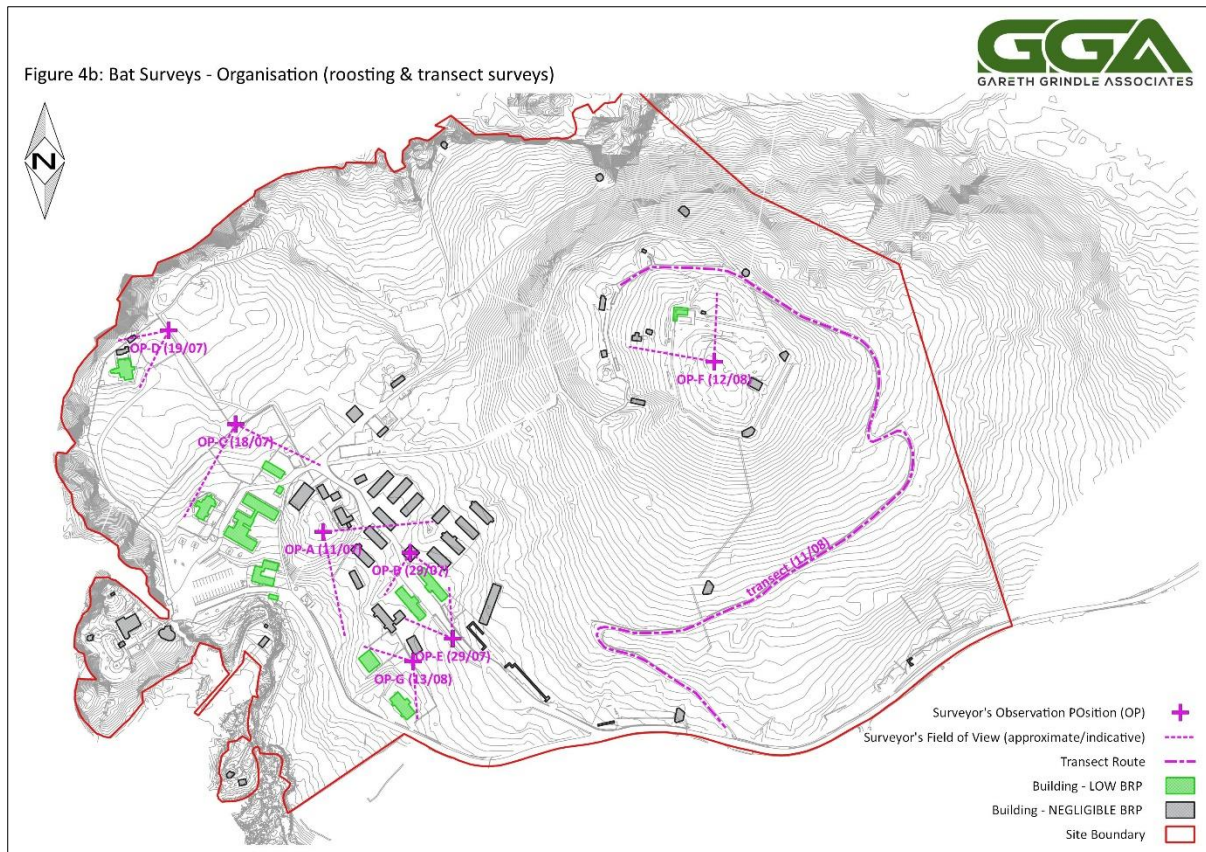 GGA
GARETH GRINDLE ASSOCIATES
Figure 4b: Bat Surveys - Organisation (roosting & transect surveys)
N
OP-D (19/07)
OP-F (12/08)
OP-C (18/07)
OP-A (11/07)
OP-B (29/07)
transect (11/08)
OP-E (29/07)
OP-G (13/08)
Surveyor's Observation POsition (OP)
Surveyor's Field of View (approximate/indicative)
Transect Route
Building - LOW BRP
Building - NEGLIGIBLE BRP
Site Boundary